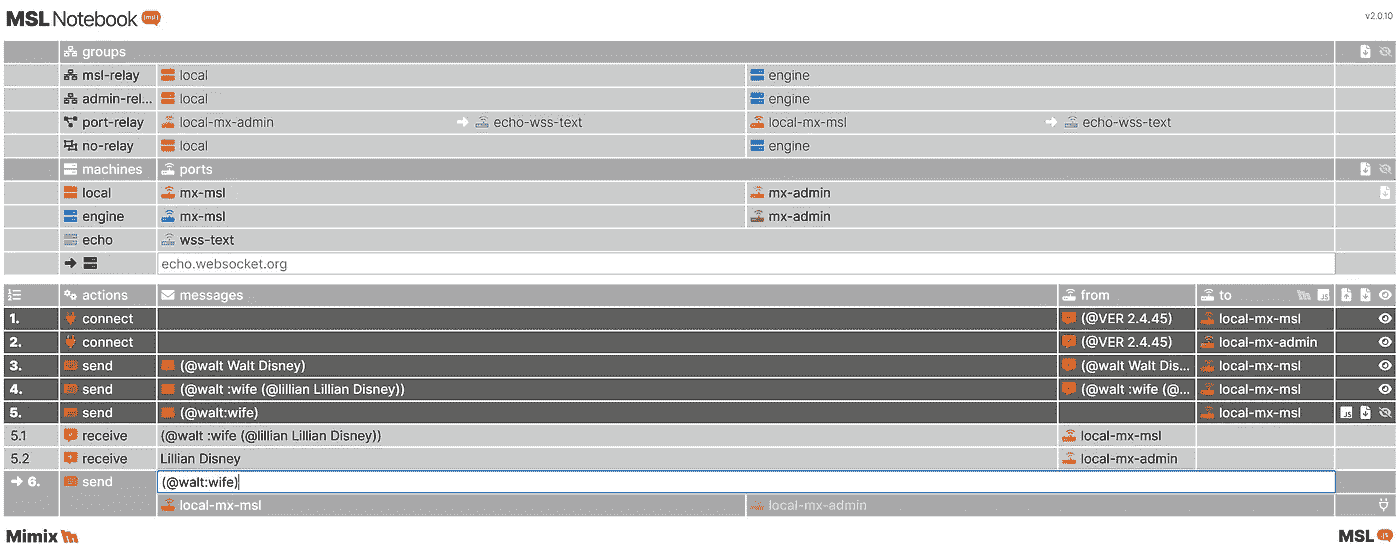 MSL Notebook msl v2.0.10
groups
msl-relay local engine
admin-rel... local engine
port-relay local-mx-admin echo-wss-text local-mx-msl echo-wss-text
no-relay local engine
machines ports
local mx-msl mx-admin
engine mx-msl mx-admin
echo wss-text
echo.websocket.org
actions messages from to JS
1. connect (@VER 2.4.45) local-mx-msl
2. connect (@VER 2.4.45) local-mx-admin
3. send (@walt Walt Disney) (@walt Walt Dis... local-mx-msl
4. send (@walt :wife (@lillian Lillian Disney)) (@walt :wife (@... local-mx-msl
5. send (@walt:wife) local-mx-msl JS
5.1 receive (@walt :wife (@lillian Lillian Disney)) local-mx-msl
5.2 receive Lillian Disney local-mx-admin
6. send (@walt:wife)
local-mx-msl local-mx-admin
Mimix MSL JS